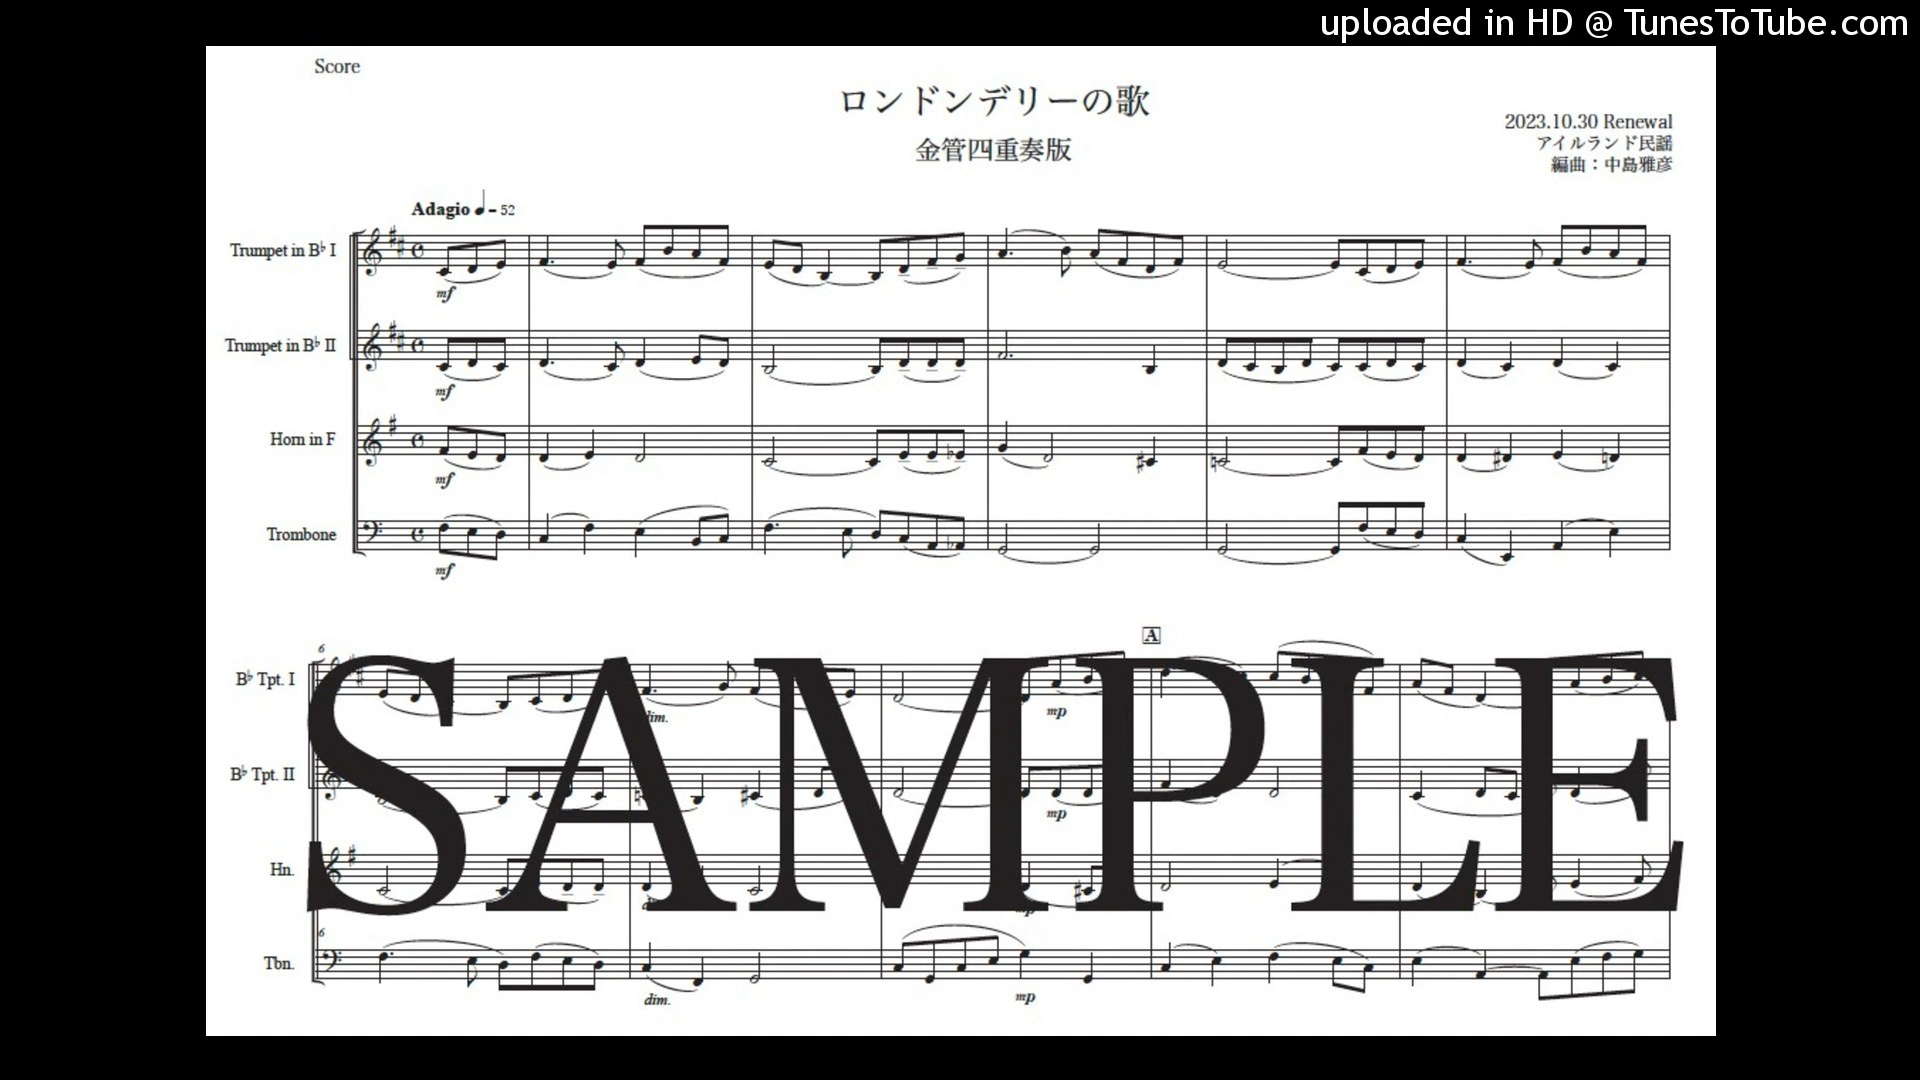 uploaded in HD @ TunesToTube.com
Score
ロンドンデリーの歌
金管四重奏版
2023.10.30 Renewal
アイルランド民謡
編曲：中島雅彦
Adagio ♩= 52
Trumpet in B♭ I
mf
Trumpet in B♭ II
mf
Horn in F
mf
Trombone
mf
6
A
B♭ Tpt. I
dim.
mp
SAMPLE
B♭ Tpt. II
mp
Hn.
mp
6
Tbn.
dim.
mp